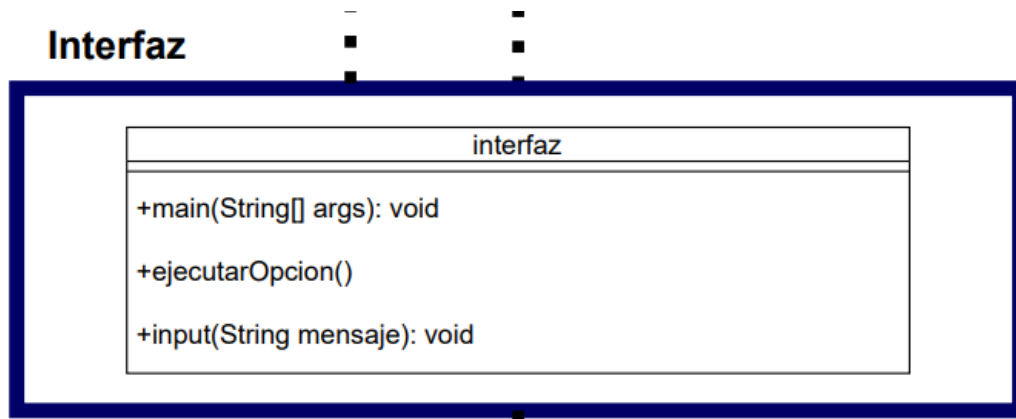 Interfaz
interfaz
+main(String[] args): void
+ejecutarOpcion()
+input(String mensaje): void